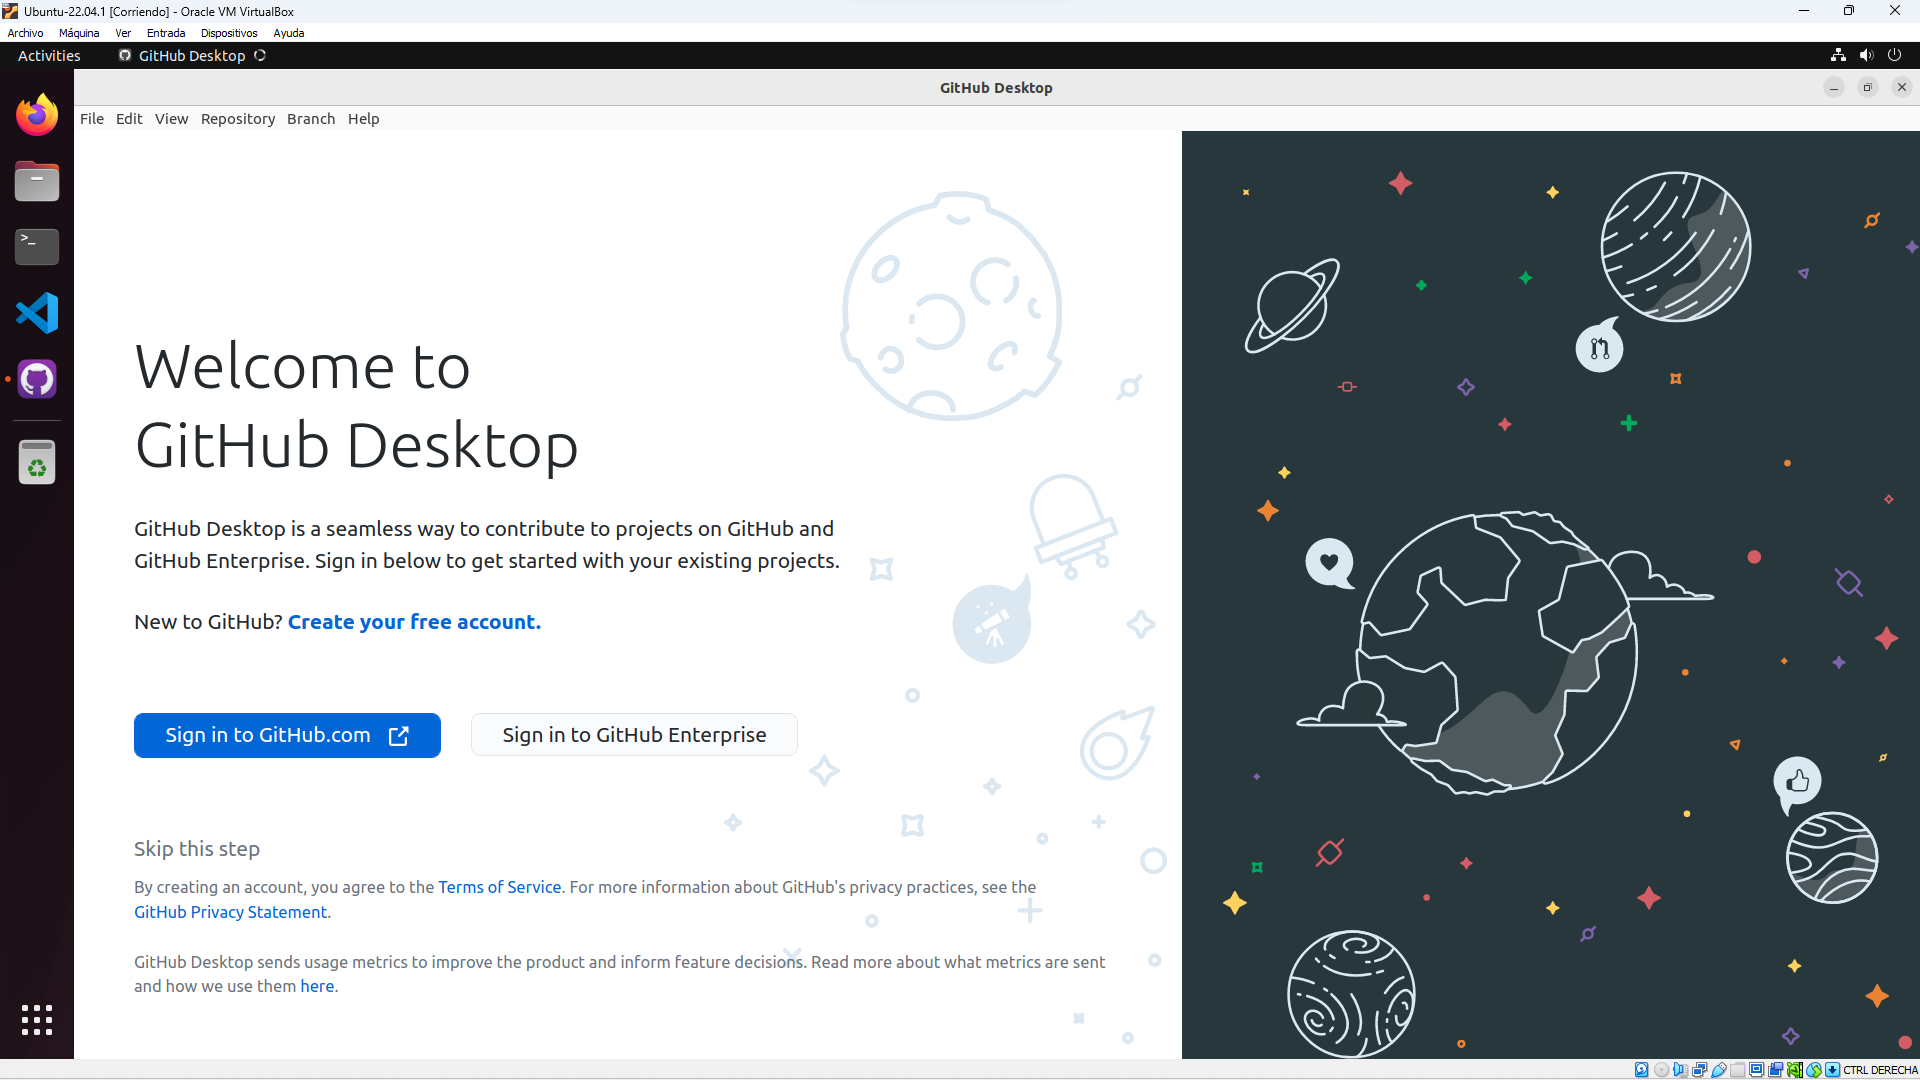 Ubuntu-22.04.1 [Corriendo] - Oracle VM VirtualBox
Archivo Máquina Ver Entrada Dispositivos Ayuda
Activities GitHub Desktop
GitHub Desktop
File Edit View Repository Branch Help
>_
Welcome to
GitHub Desktop
GitHub Desktop is a seamless way to contribute to projects on GitHub and
GitHub Enterprise. Sign in below to get started with your existing projects.
New to GitHub? Create your free account.
Sign in to GitHub.com Sign in to GitHub Enterprise
Skip this step
By creating an account, you agree to the Terms of Service. For more information about GitHub's privacy practices, see the
GitHub Privacy Statement.
GitHub Desktop sends usage metrics to improve the product and inform feature decisions. Read more about what metrics are sent
and how we use them here.
CTRL DERECHA